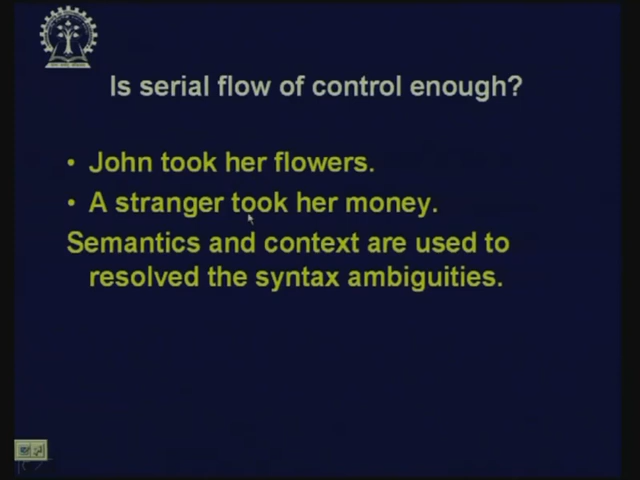 Is serial flow of control enough?
• John took her flowers.
• A stranger took her money.
Semantics and context are used to
resolved the syntax ambiguities.